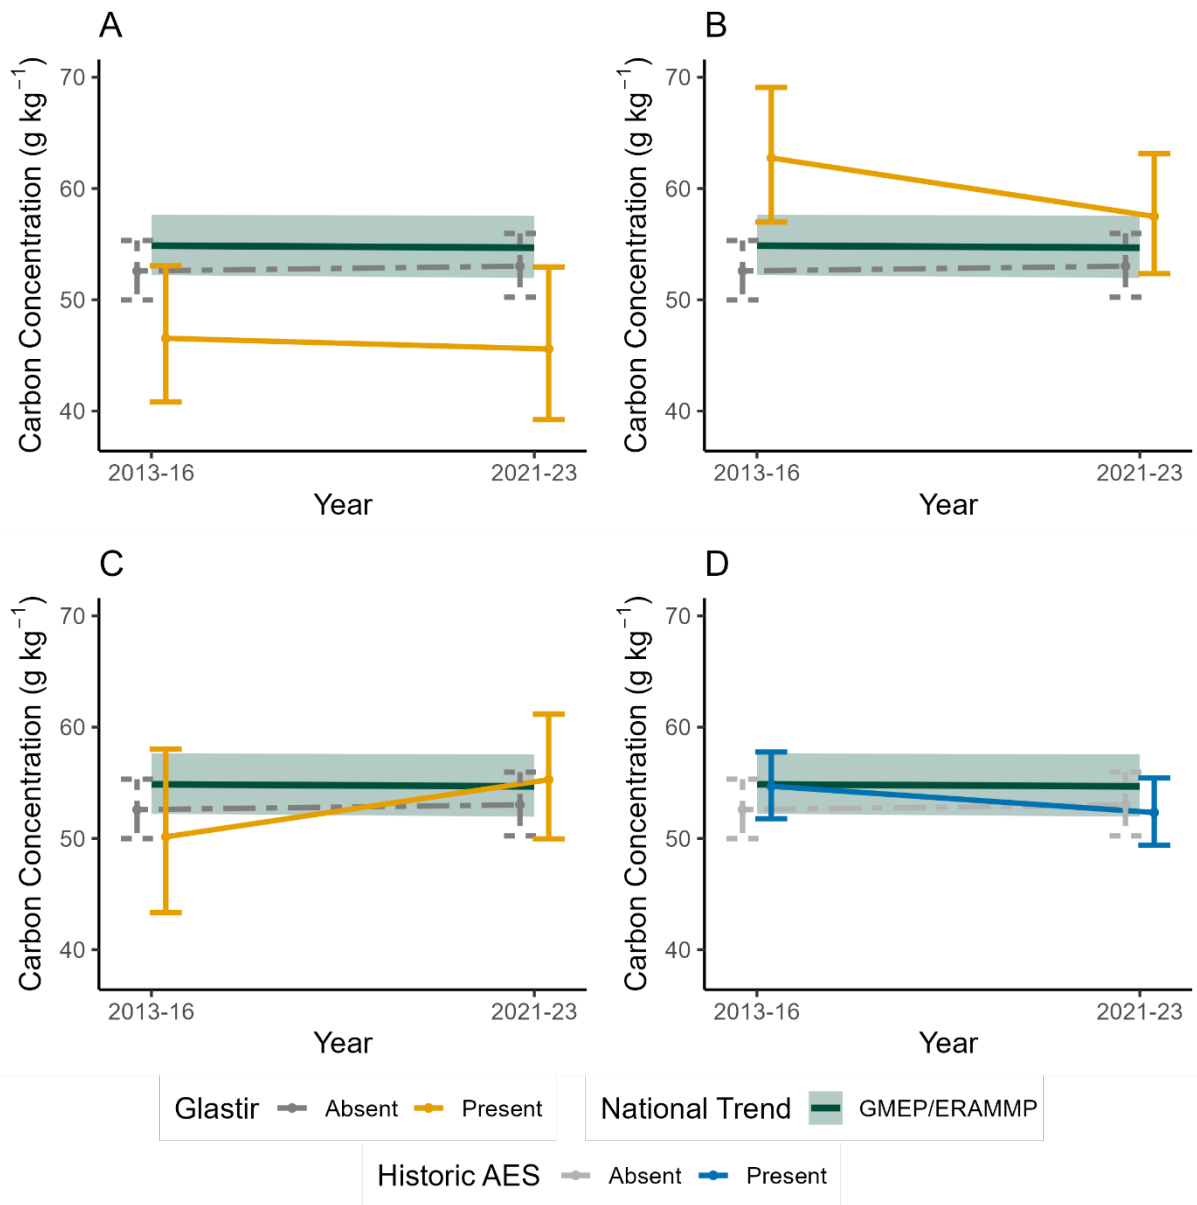 A
Carbon Concentration (g kg⁻¹)
70
60
50
40
2013-16
2021-23
Year
B
Carbon Concentration (g kg⁻¹)
70
60
50
40
2013-16
2021-23
Year
C
Carbon Concentration (g kg⁻¹)
70
60
50
40
2013-16
2021-23
Year
D
Carbon Concentration (g kg⁻¹)
70
60
50
40
2013-16
2021-23
Year
Glastir Absent Present
National Trend GMEP/ERAMMP
Historic AES Absent Present